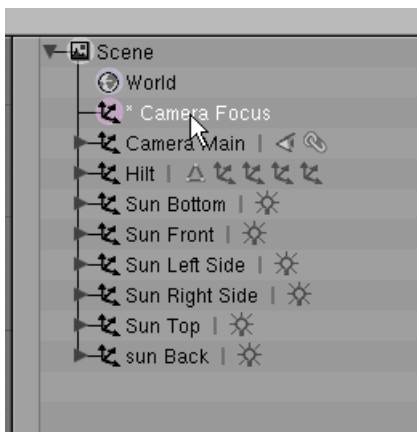 Scene
World
* Camera Focus
Camera Main |
Hilt |
Sun Bottom |
Sun Front |
Sun Left Side |
Sun Right Side |
Sun Top |
sun Back |